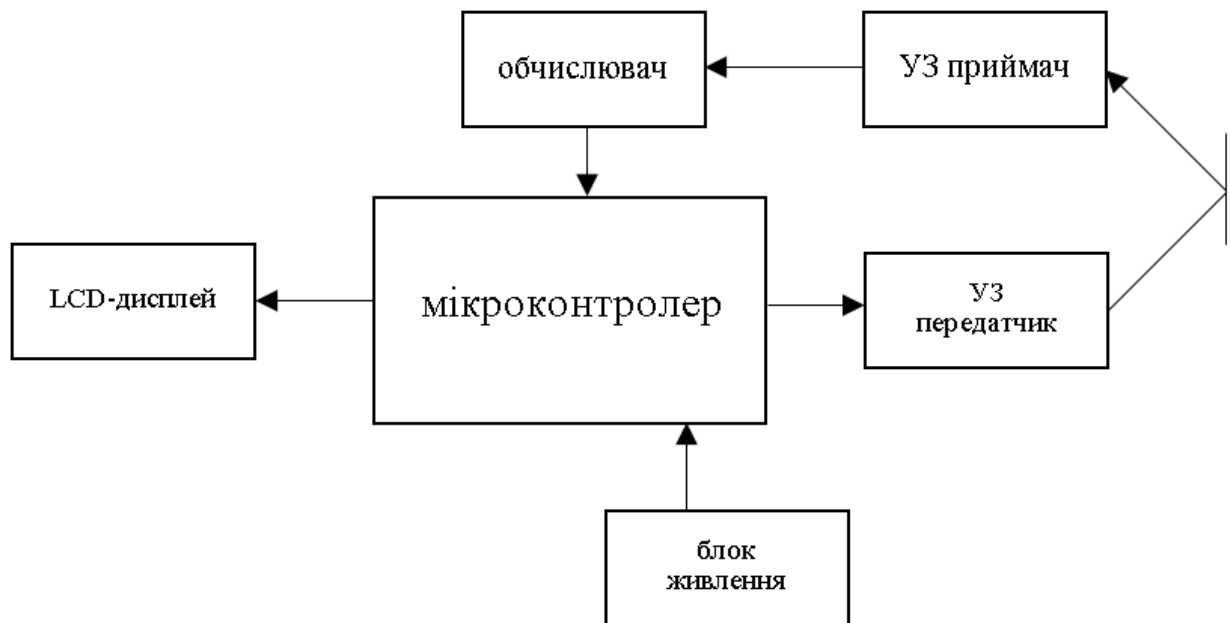 обчислювач
УЗ приймач
LCD-дисплей
мікроконтролер
УЗ
передатчик
блок
живлення